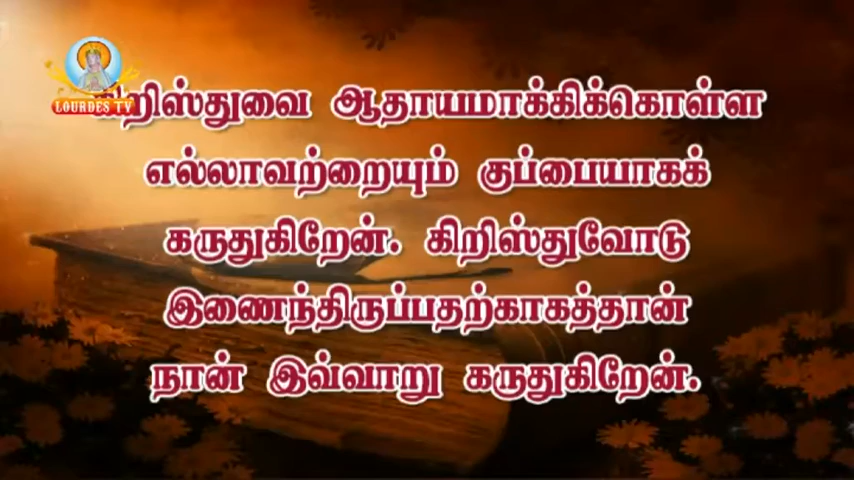 LOURDES TV
கிறிஸ்துவை ஆதாயமாக்கிக்கொள்ள
எல்லாவற்றையும் குப்பையாகக்
கருதுகிறேன். கிறிஸ்துவோடு
இணைந்திருப்பதற்காகத்தான்
நான் இவ்வாறு கருதுகிறேன்.